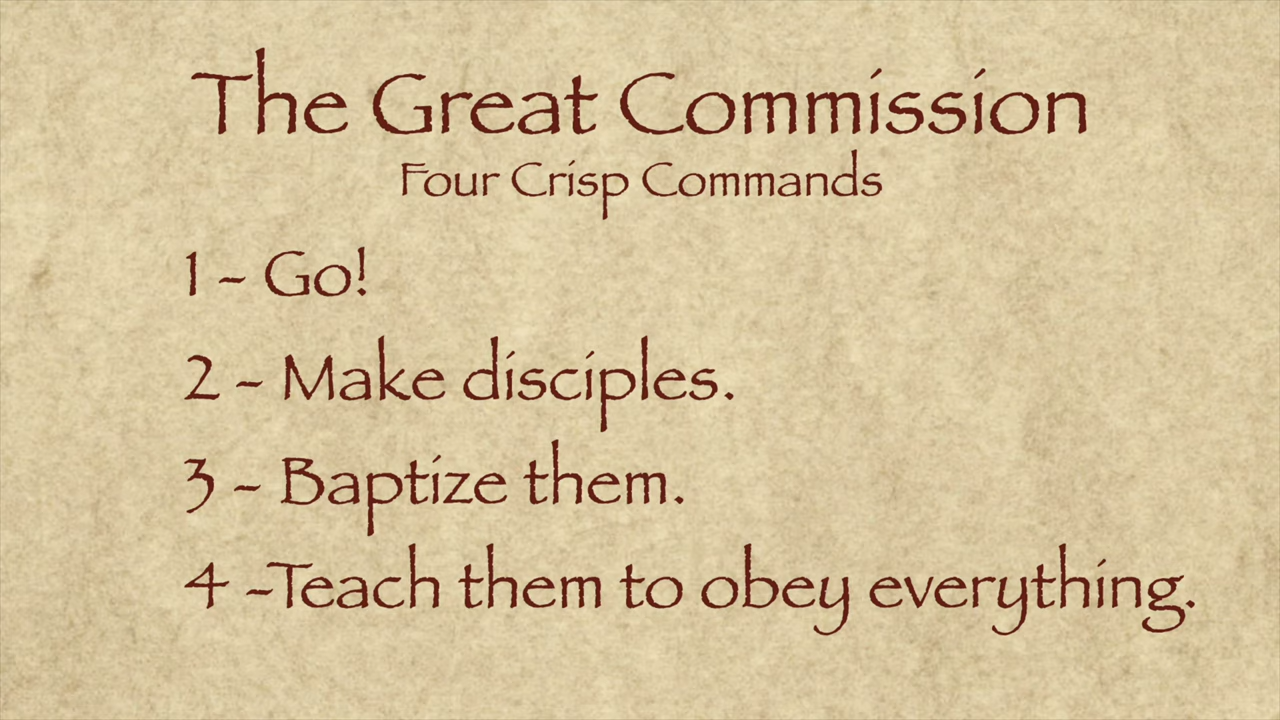 The Great Commission
Four Crisp Commands
1 - Go!
2 - Make disciples.
3 - Baptize them.
4 -Teach them to obey everything.